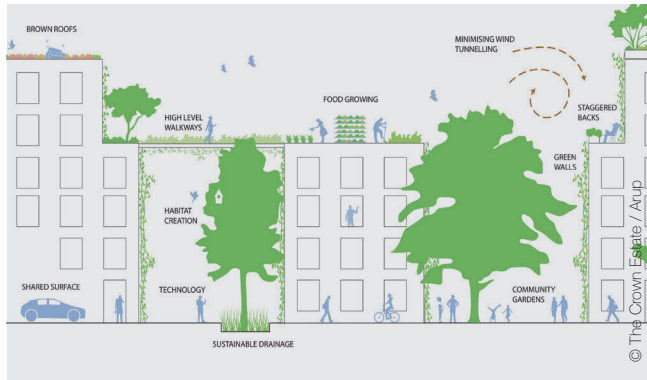 BROWN ROOFS
MINIMISING WIND
TUNNELLING
HIGH LEVEL
WALKWAYS
FOOD GROWING
STAGGERED
BACKS
GREEN
WALLS
HABITAT
CREATION
SHARED SURFACE
TECHNOLOGY
COMMUNITY
GARDENS
SUSTAINABLE DRAINAGE
© The Crown Estate / Arup